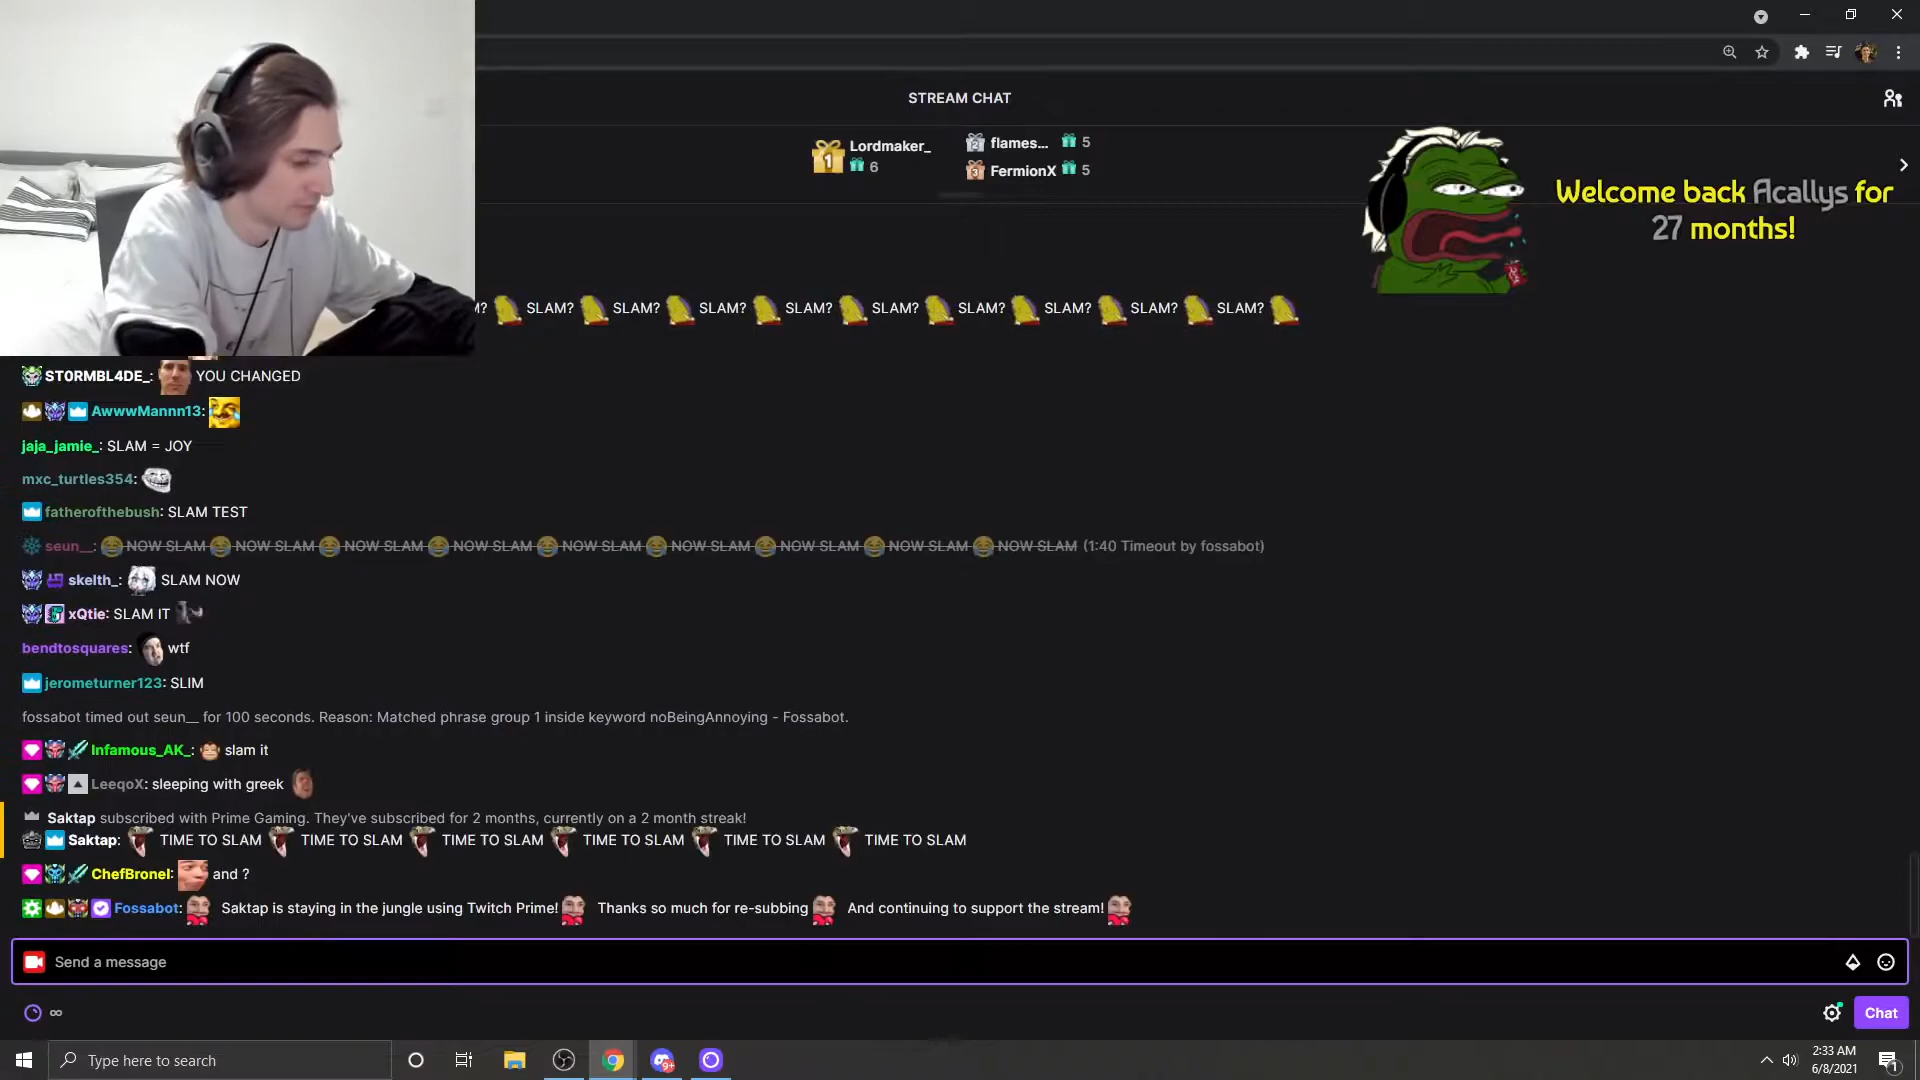 STREAM CHAT
1 Lordmaker_ 6
2 flames... 5
3 FermionX 5
Welcome back Acallys for
27 months!
SLAM? SLAM? SLAM? SLAM? SLAM? SLAM? SLAM? SLAM? SLAM?
ST0RMBL4DE_: YOU CHANGED
AwwwMannn13:
jaja_jamie_: SLAM = JOY
mxc_turtles354:
fatherofthebush: SLAM TEST
seun__: NOW SLAM NOW SLAM NOW SLAM NOW SLAM NOW SLAM NOW SLAM NOW SLAM NOW SLAM NOW SLAM (1:40 Timeout by fossabot)
skelth_: SLAM NOW
xQtie: SLAM IT
bendtosquares: wtf
jerometurner123: SLIM
fossabot timed out seun__ for 100 seconds. Reason: Matched phrase group 1 inside keyword noBeingAnnoying - Fossabot.
Infamous_AK_: slam it
LeeqoX: sleeping with greek
Saktap subscribed with Prime Gaming. They've subscribed for 2 months, currently on a 2 month streak!
Saktap: TIME TO SLAM TIME TO SLAM TIME TO SLAM TIME TO SLAM TIME TO SLAM TIME TO SLAM
ChefBronel: and ?
Fossabot: Saktap is staying in the jungle using Twitch Prime! Thanks so much for re-subbing And continuing to support the stream!
Send a message
∞
Chat
Type here to search
9+
2:33 AM
6/8/2021
1